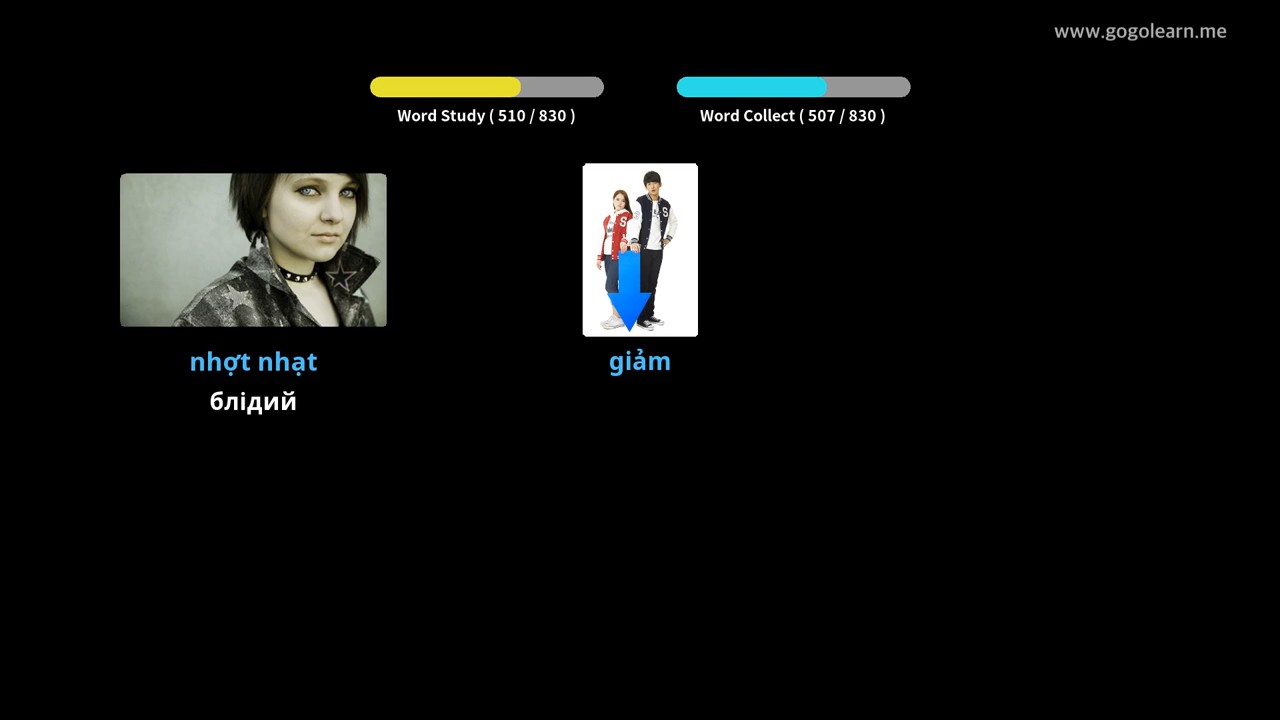 www.gogolearn.me
Word Study ( 510 / 830 )
Word Collect ( 507 / 830 )
S
S
nhợt nhạt
giảm
блідий